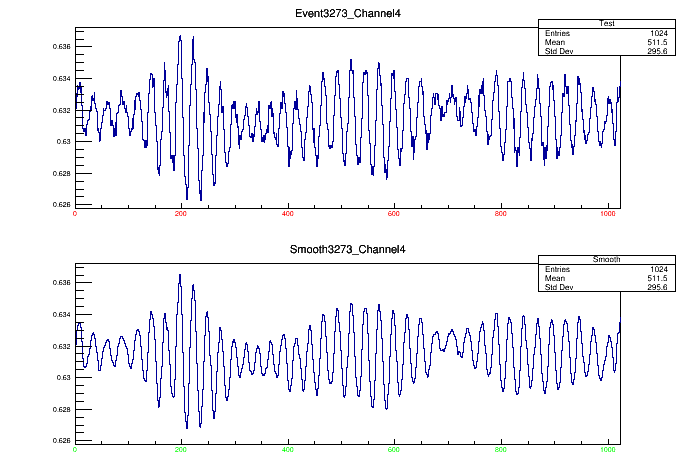 Event3273_Channel4
Test
Entries 1024
Mean 511.5
Std Dev 295.6
0.636
0.634
0.632
0.63
0.628
0.626
0 200 400 600 800 1000
Smooth3273_Channel4
Smooth
Entries 1024
Mean 511.5
Std Dev 295.6
0.636
0.634
0.632
0.63
0.628
0.626
0 200 400 600 800 1000